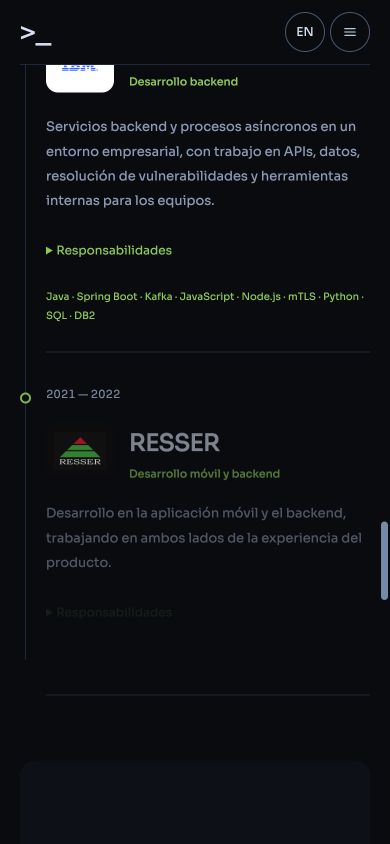 >_
EN
IBM
Desarrollo backend
Servicios backend y procesos asíncronos en un
entorno empresarial, con trabajo en APIs, datos,
resolución de vulnerabilidades y herramientas
internas para los equipos.
▶ Responsabilidades
Java · Spring Boot · Kafka · JavaScript · Node.js · mTLS · Python ·
SQL · DB2
2021 — 2022
RESSER
RESSER
Desarrollo móvil y backend
Desarrollo en la aplicación móvil y el backend,
trabajando en ambos lados de la experiencia del
producto.
▶ Responsabilidades